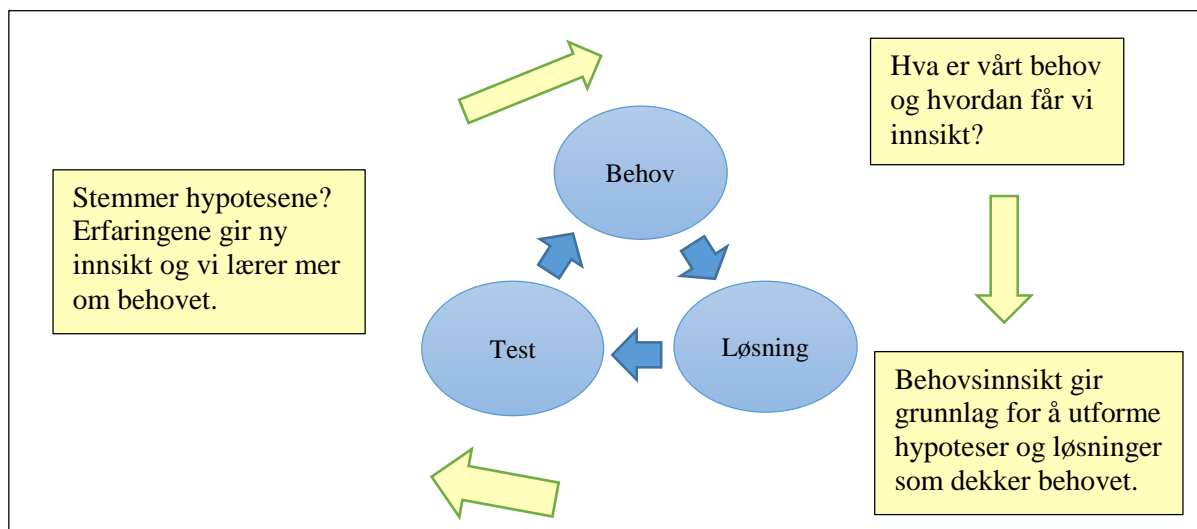 Hva er vårt behov
og hvordan får vi
innsikt?
Behov
Stemmer hypotesene?
Erfaringene gir ny
innsikt og vi lærer mer
om behovet.
Test
Løsning
Behovsinnsikt gir
grunnlag for å utforme
hypoteser og løsninger
som dekker behovet.